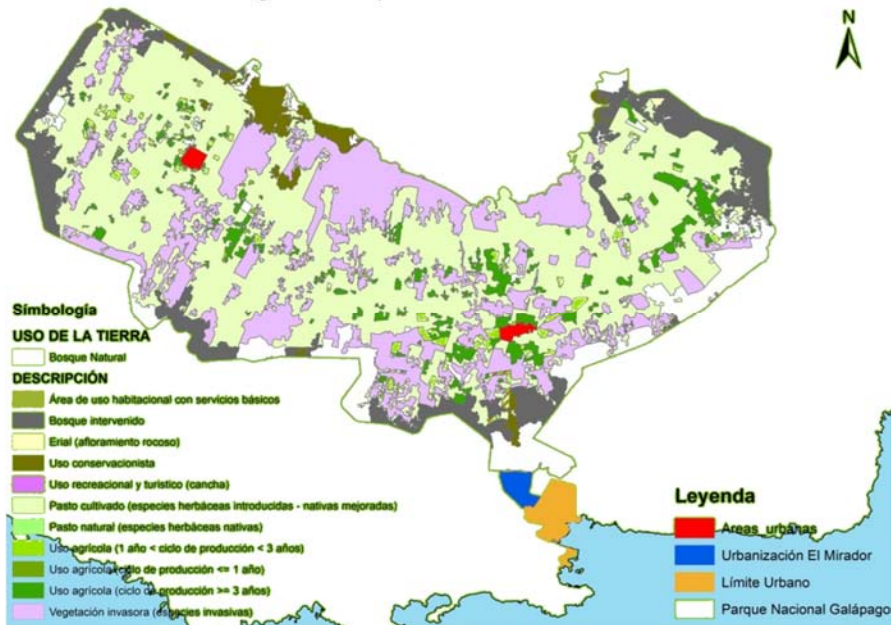 N
Símbología
USO DE LA TIERRA
Bosque Natural
DESCRIPCIÓN
Área de uso habitacional con servicios básicos
Bosque intervenido
Erial (afloramiento rocoso)
Uso conservacionista
Uso recreacional y turístico (cancha)
Pasto cultivado (especies herbáceas introducidas - nativas mejoradas)
Pasto natural (especies herbáceas nativas)
Uso agrícola (1 año < ciclo de producción < 3 años)
Uso agrícola (ciclo de producción <= 1 año)
Uso agrícola (ciclo de producción >= 3 años)
Vegetación invasora (especies invasivas)
Leyenda
Areas_urbanas
Urbanización El Mirador
Límite Urbano
Parque Nacional Galápago